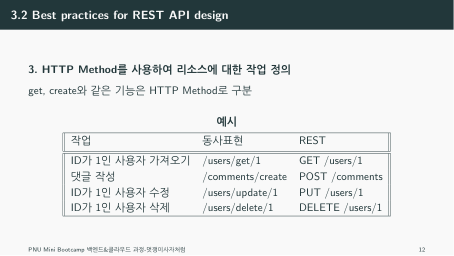 3.2 Best practices for REST API design
3. HTTP Method를 사용하여 리소스에 대한 작업 정의
get, create와 같은 기능은 HTTP Method로 구분
예시
작업 동사표현 REST
ID가 1인 사용자 가져오기 /users/get/1 GET /users/1
댓글 작성 /comments/create POST /comments
ID가 1인 사용자 수정 /users/update/1 PUT /users/1
ID가 1인 사용자 삭제 /users/delete/1 DELETE /users/1
PNU Mini Bootcamp 백엔드&클라우드 과정-멋쟁이사자처럼 12